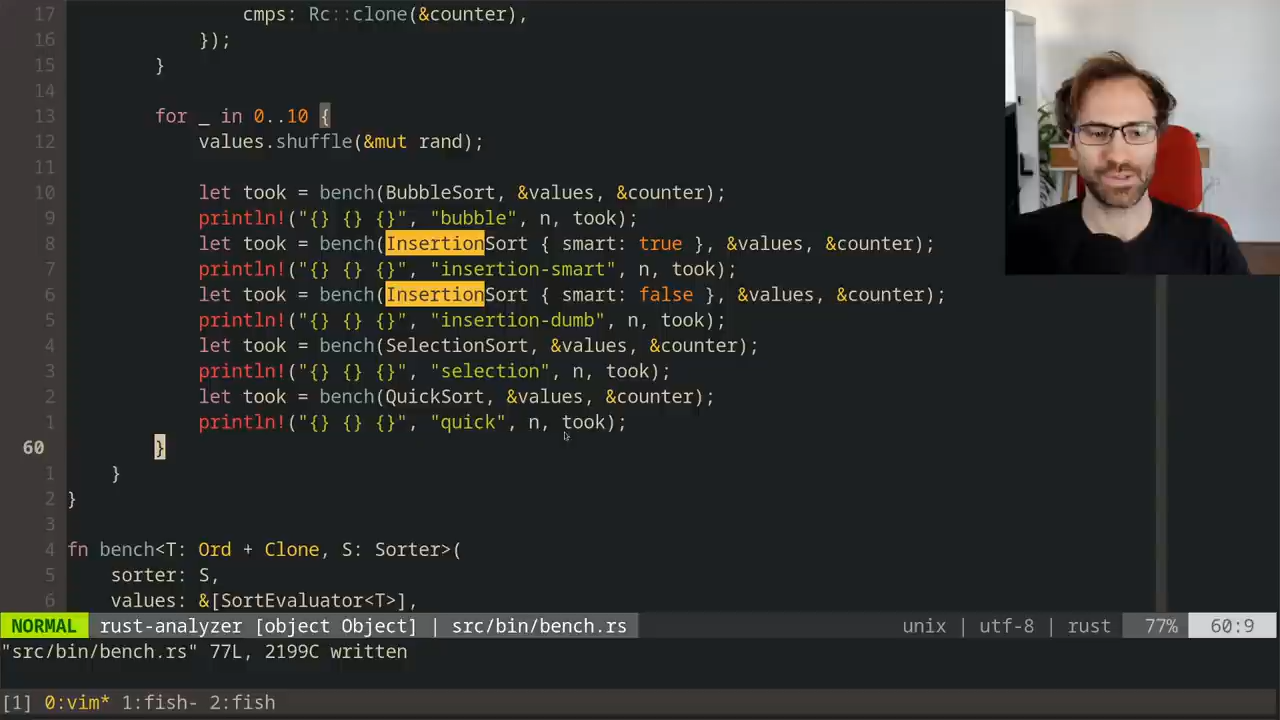 17                 cmps: Rc::clone(&counter),
16             });
15         }
14
13         for _ in 0..10 {
12             values.shuffle(&mut rand);
11
10             let took = bench(BubbleSort, &values, &counter);
9             println!("{} {} {}", "bubble", n, took);
8             let took = bench(InsertionSort { smart: true }, &values, &counter);
7             println!("{} {} {}", "insertion-smart", n, took);
6             let took = bench(InsertionSort { smart: false }, &values, &counter);
5             println!("{} {} {}", "insertion-dumb", n, took);
4             let took = bench(SelectionSort, &values, &counter);
3             println!("{} {} {}", "selection", n, took);
2             let took = bench(QuickSort, &values, &counter);
1             println!("{} {} {}", "quick", n, took);
60         }
1     }
2 }
3
4 fn bench<T: Ord + Clone, S: Sorter>(
5     sorter: S,
6     values: &[SortEvaluator<T>],
NORMAL rust-analyzer [object Object] | src/bin/bench.rs unix | utf-8 | rust 77% 60:9
"src/bin/bench.rs" 77L, 2199C written
[1] 0:vim* 1:fish- 2:fish